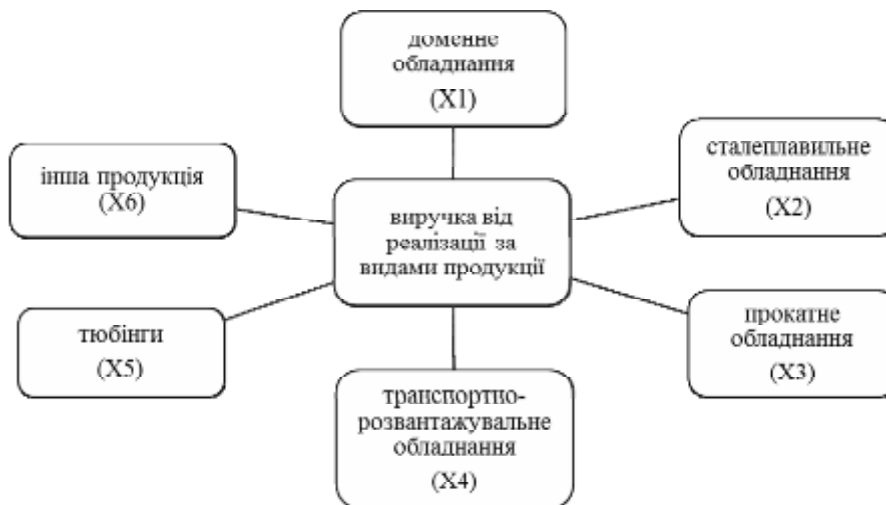 доменне
обладнання
(X1)
сталеплавильне
обладнання
(X2)
інша продукція
(X6)
виручка від
реалізації за
видами продукції
прокатне
обладнання
(X3)
тюбінги
(X5)
транспортно-
розвантажувальне
обладнання
(X4)